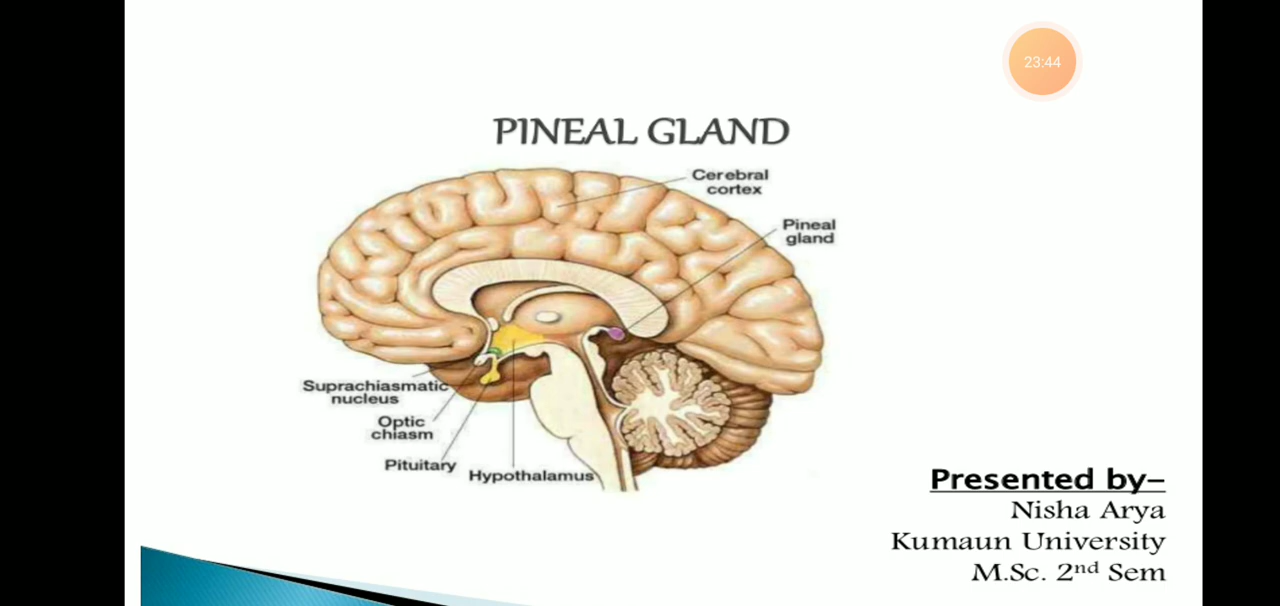 23:44
PINEAL GLAND
Cerebral
cortex
Pineal
gland
Suprachiasmatic
nucleus
Optic
chiasm
Pituitary
Hypothalamus
Presented by–
Nisha Arya
Kumaun University
M.Sc. 2nd Sem